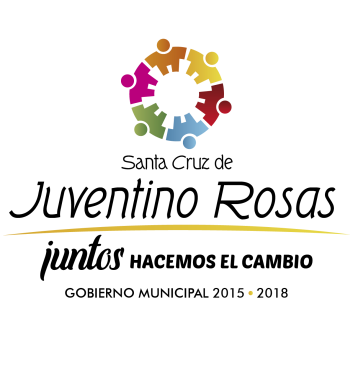 Santa Cruz de
Juventino Rosas
juntos HACEMOS EL CAMBIO
GOBIERNO MUNICIPAL 2015 • 2018